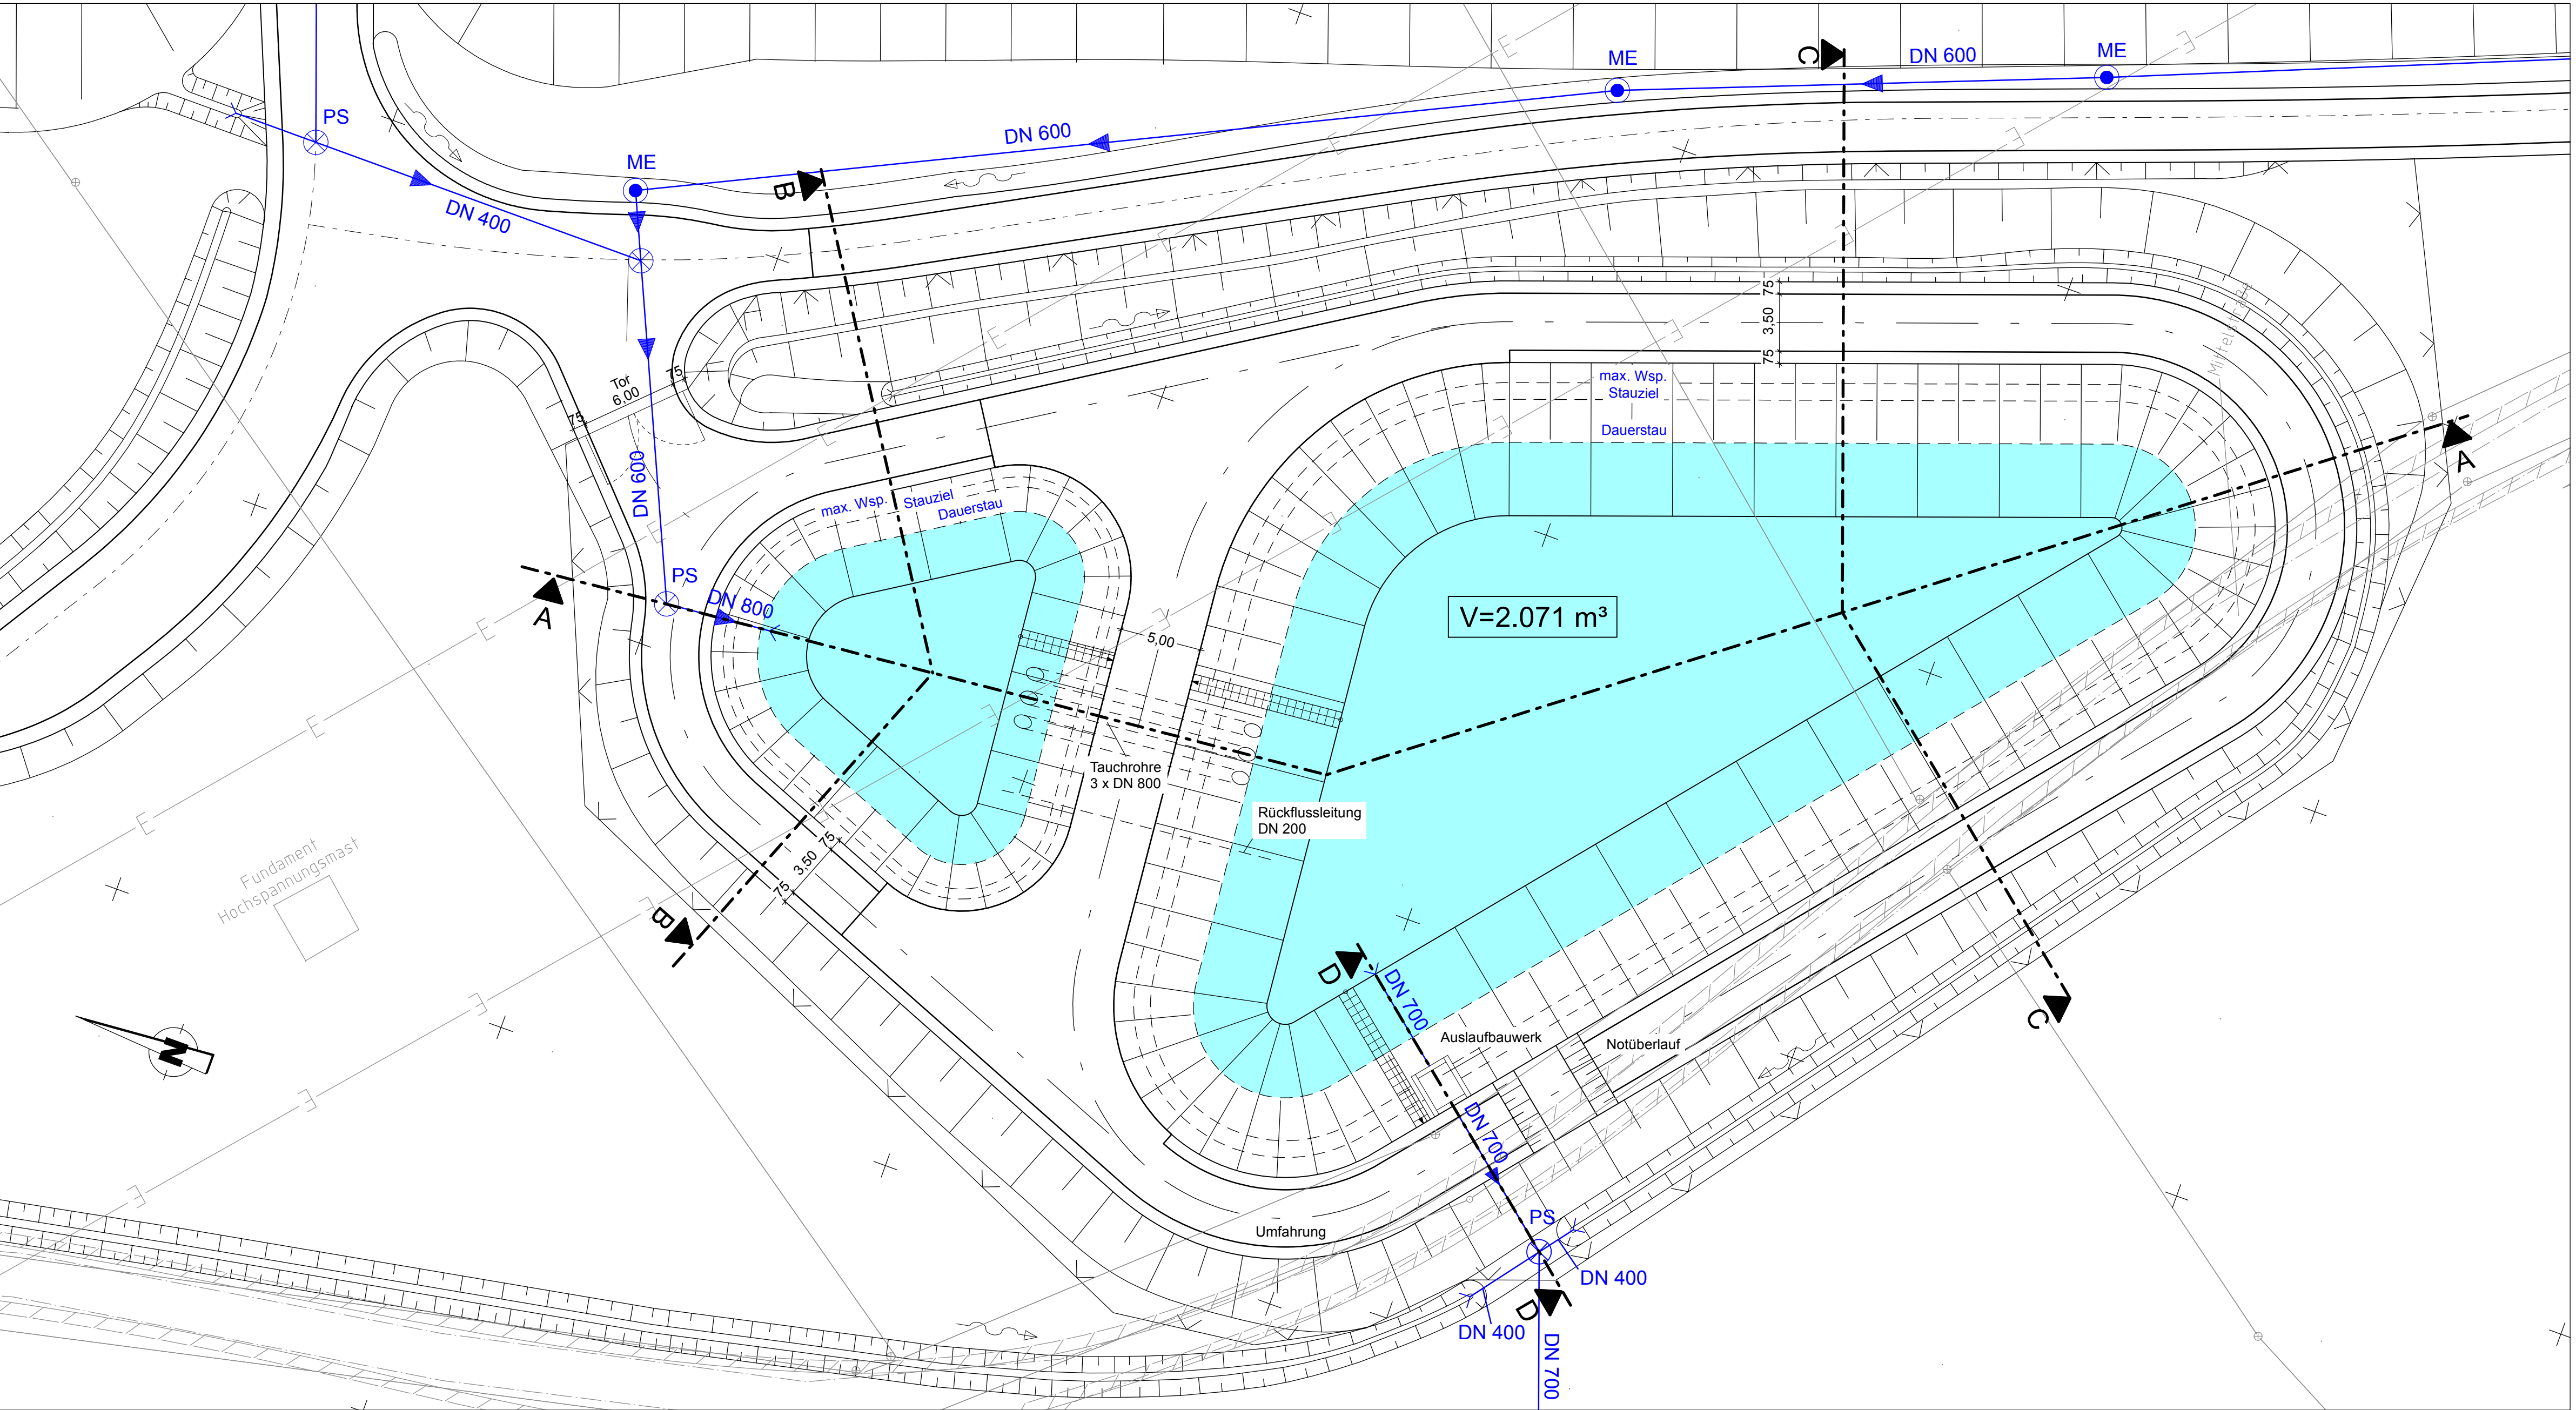 C
DN 600
ME
ME
DN 600
PS
ME
B
DN 400
75
3,50
75
Mittelstr.
Tor
6,00
75
75
max. Wsp.
Stauziel
Dauerstau
DN 600
max. Wsp.
Stauziel
Dauerstau
A
PS
DN 800
A
V=2.071 m³
5,00
Tauchrohre
3 x DN 800
Rückflussleitung
DN 200
75
3,50
75
Fundament
Hochspannungsmast
B
D
DN 700
N
Auslaufbauwerk
Notüberlauf
C
DN 700
Umfahrung
PS
DN 400
D
DN 400
DN 700
E
E
E
E
E
E
E
E
E
E
E
E